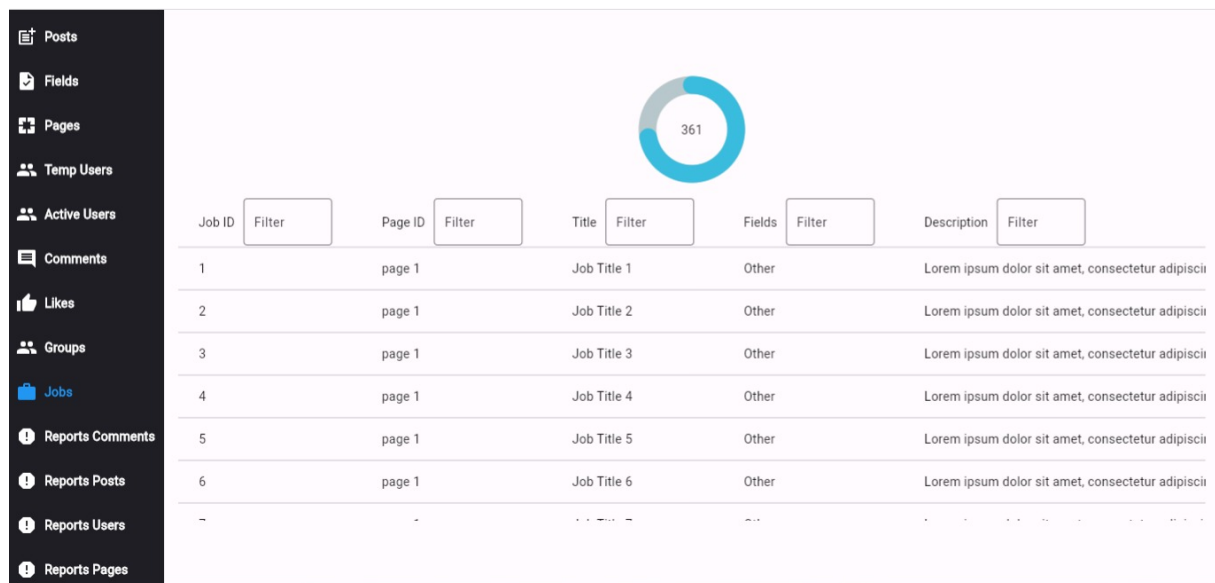 Posts
Fields
Pages
Temp Users
Active Users
Comments
Likes
Groups
Jobs
Reports Comments
Reports Posts
Reports Users
Reports Pages
361
Job ID Filter Page ID Filter Title Filter Fields Filter Description Filter
1 page 1 Job Title 1 Other Lorem ipsum dolor sit amet, consectetur
2 page 1 Job Title 2 Other Lorem ipsum dolor sit amet, consectetur
3 page 1 Job Title 3 Other Lorem ipsum dolor sit amet, consectetur
4 page 1 Job Title 4 Other Lorem ipsum dolor sit amet, consectetur
5 page 1 Job Title 5 Other Lorem ipsum dolor sit amet, consectetur
6 page 1 Job Title 6 Other Lorem ipsum dolor sit amet, consectetur